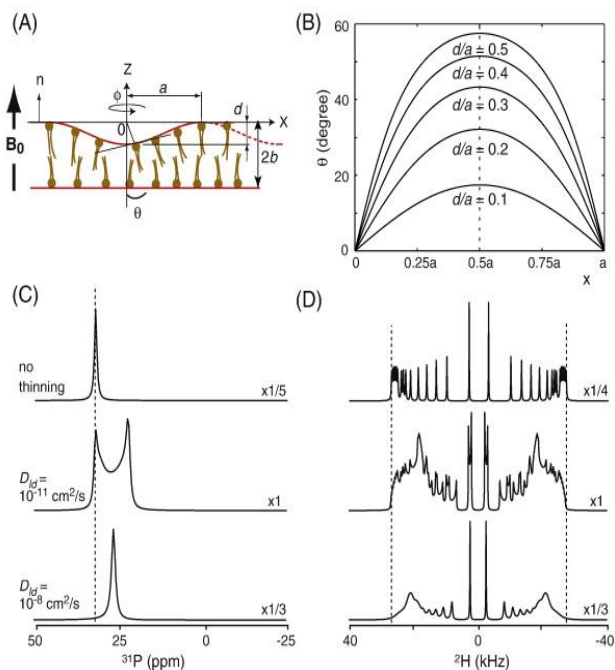 (A)
Z
n
ϕ
a
d
0
X
B₀
2b
θ
(B)
60
40
20
0
θ (degree)
d/a = 0.5
d/a = 0.4
d/a = 0.3
d/a = 0.2
d/a = 0.1
0 0.25a 0.5a 0.75a a
x
(C)
no
thinning
x1/5
D_ld =
10⁻¹¹ cm²/s
x1
D_ld =
10⁻⁸ cm²/s
x1/3
50 25 0 -25
³¹P (ppm)
(D)
x1/4
x1
x1/3
40 20 0 -20 -40
²H (kHz)